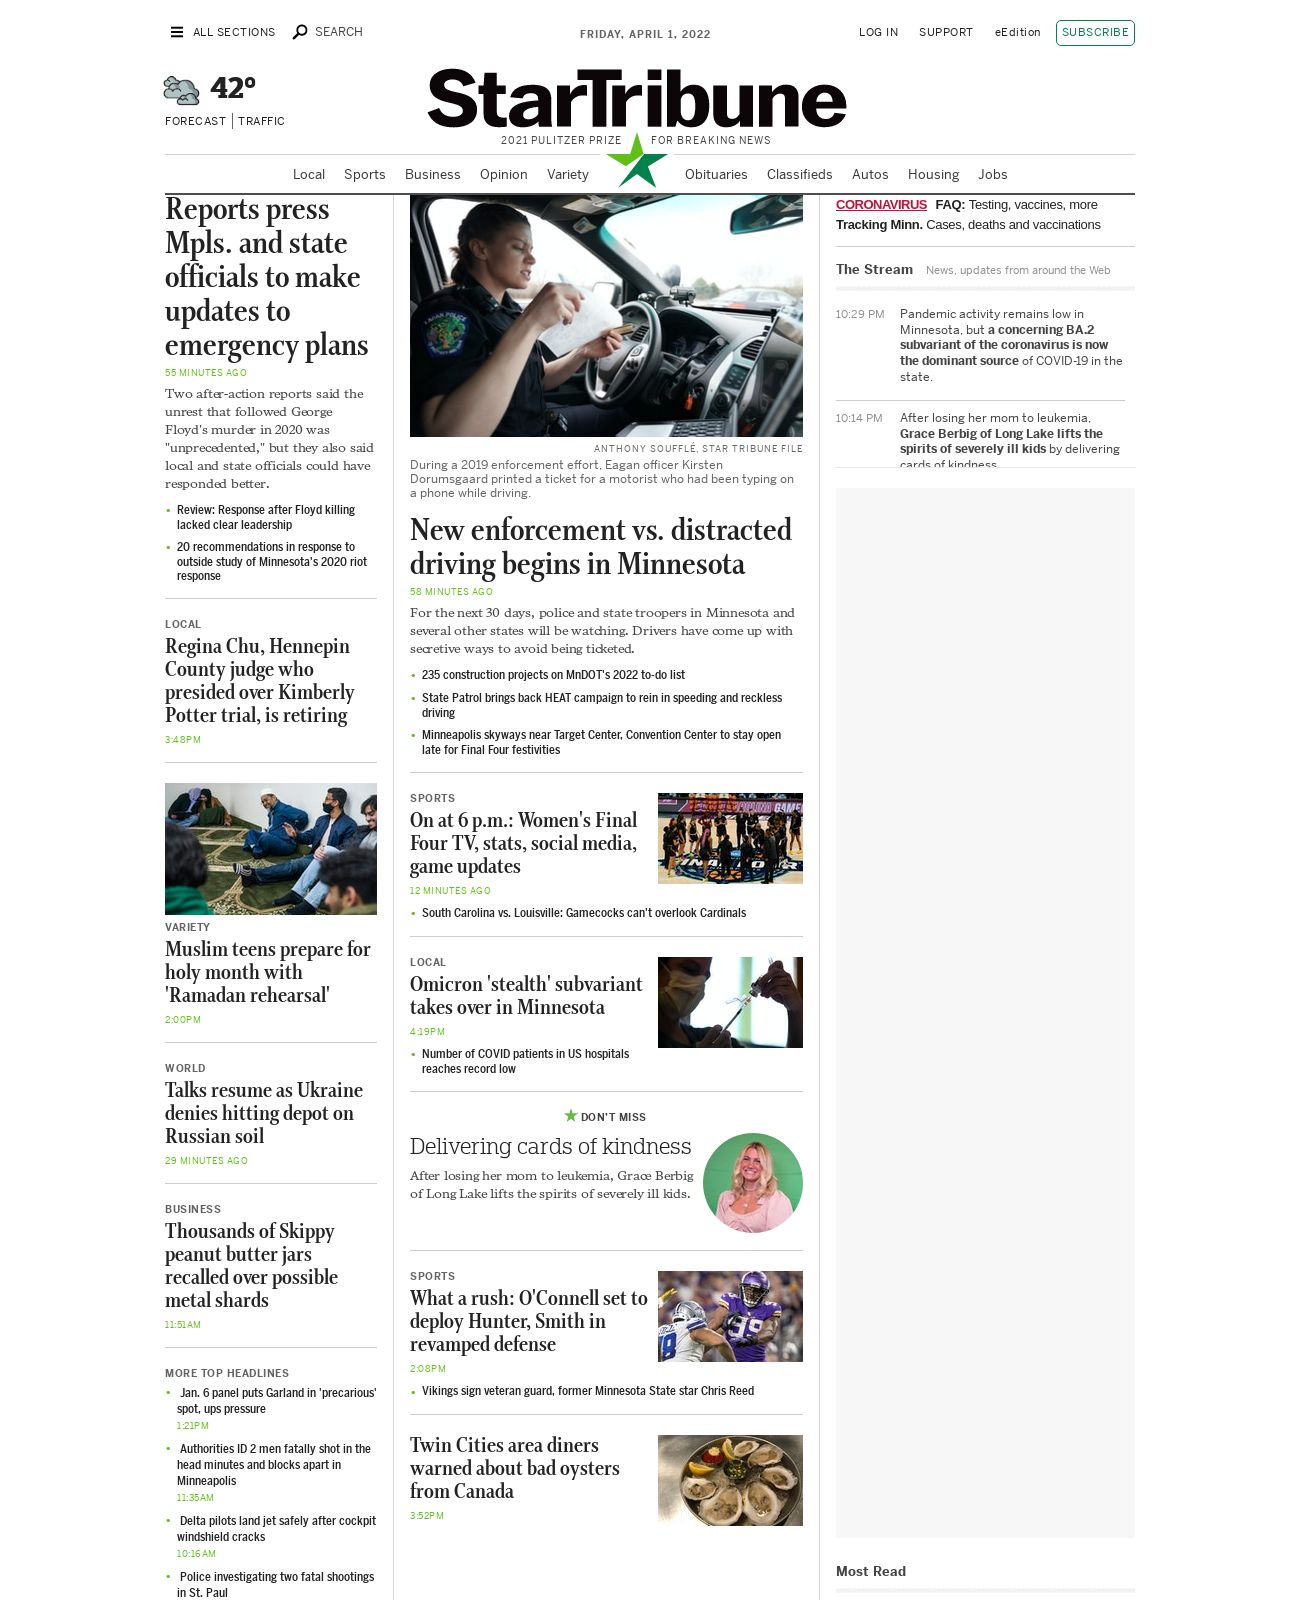 ALL SECTIONS
SEARCH
FRIDAY, APRIL 1, 2022
LOG IN
SUPPORT
eEdition
SUBSCRIBE
42°
FORECAST
TRAFFIC
StarTribune
2021 PULITZER PRIZE FOR BREAKING NEWS
Local
Sports
Business
Opinion
Variety
Obituaries
Classifieds
Autos
Housing
Jobs
Reports press
Mpls. and state
officials to make
updates to
emergency plans
55 MINUTES AGO
Two after-action reports said the
unrest that followed George
Floyd's murder in 2020 was
"unprecedented," but they also said
local and state officials could have
responded better.
• Review: Response after Floyd killing
lacked clear leadership
• 20 recommendations in response to
outside study of Minnesota's 2020 riot
response
LOCAL
Regina Chu, Hennepin
County judge who
presided over Kimberly
Potter trial, is retiring
3:48PM
VARIETY
Muslim teens prepare for
holy month with
'Ramadan rehearsal'
2:00PM
WORLD
Talks resume as Ukraine
denies hitting depot on
Russian soil
29 MINUTES AGO
BUSINESS
Thousands of Skippy
peanut butter jars
recalled over possible
metal shards
11:51AM
MORE TOP HEADLINES
• Jan. 6 panel puts Garland in 'precarious'
spot, ups pressure
1:21PM
• Authorities ID 2 men fatally shot in the
head minutes and blocks apart in
Minneapolis
11:35AM
• Delta pilots land jet safely after cockpit
windshield cracks
10:16AM
• Police investigating two fatal shootings
in St. Paul
EAGAN POLICE
ANTHONY SOUFFLÉ, STAR TRIBUNE FILE
During a 2019 enforcement effort, Eagan officer Kirsten
Dorumsgaard printed a ticket for a motorist who had been typing on
a phone while driving.
New enforcement vs. distracted
driving begins in Minnesota
58 MINUTES AGO
For the next 30 days, police and state troopers in Minnesota and
several other states will be watching. Drivers have come up with
secretive ways to avoid being ticketed.
• 235 construction projects on MnDOT's 2022 to-do list
• State Patrol brings back HEAT campaign to rein in speeding and reckless
driving
• Minneapolis skyways near Target Center, Convention Center to stay open
late for Final Four festivities
SPORTS
On at 6 p.m.: Women's Final
Four TV, stats, social media,
game updates
12 MINUTES AGO
• South Carolina vs. Louisville: Gamecocks can't overlook Cardinals
LOCAL
Omicron 'stealth' subvariant
takes over in Minnesota
4:19PM
• Number of COVID patients in US hospitals
reaches record low
DON'T MISS
Delivering cards of kindness
After losing her mom to leukemia, Grace Berbig
of Long Lake lifts the spirits of severely ill kids.
SPORTS
What a rush: O'Connell set to
deploy Hunter, Smith in
revamped defense
2:08PM
• Vikings sign veteran guard, former Minnesota State star Chris Reed
99
Twin Cities area diners
warned about bad oysters
from Canada
3:52PM
CORONAVIRUS FAQ: Testing, vaccines, more
Tracking Minn. Cases, deaths and vaccinations
The Stream News, updates from around the Web
10:29 PM
Pandemic activity remains low in
Minnesota, but a concerning BA.2
subvariant of the coronavirus is now
the dominant source of COVID-19 in the
state.
10:14 PM
After losing her mom to leukemia,
Grace Berbig of Long Lake lifts the
spirits of severely ill kids by delivering
cards of kindness
Most Read